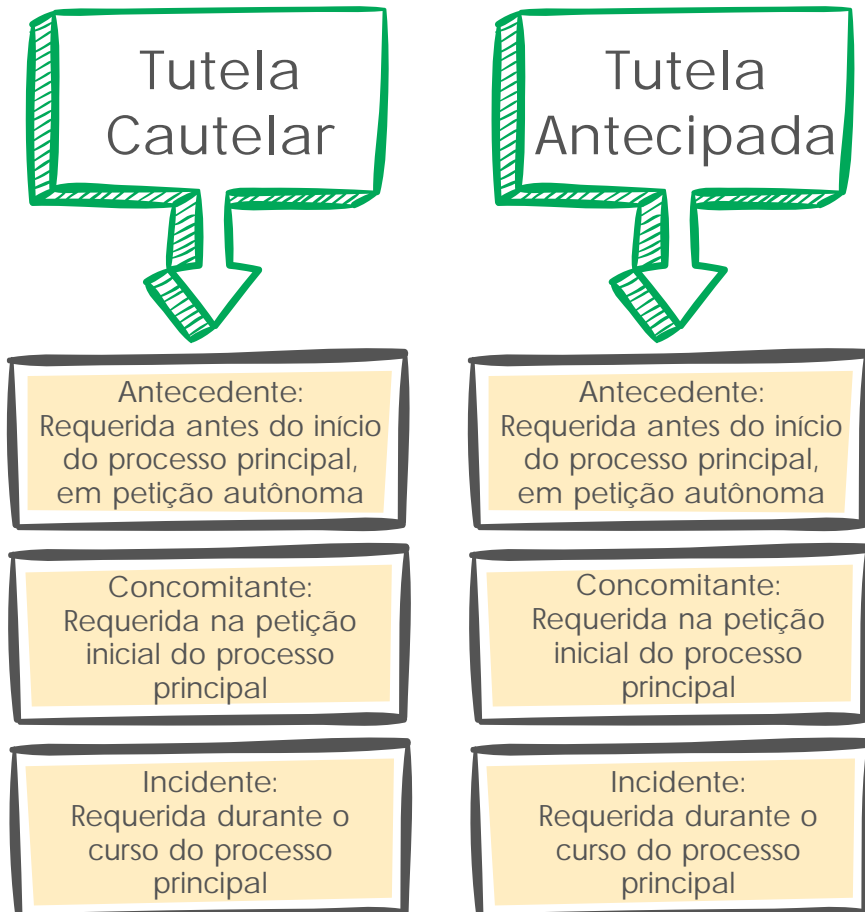 Tutela
Cautelar
Antecedente:
Requerida antes do início
do processo principal,
em petição autônoma
Concomitante:
Requerida na petição
inicial do processo
principal
Incidente:
Requerida durante o
curso do processo
principal
Tutela
Antecipada
Antecedente:
Requerida antes do início
do processo principal,
em petição autônoma
Concomitante:
Requerida na petição
inicial do processo
principal
Incidente:
Requerida durante o
curso do processo
principal